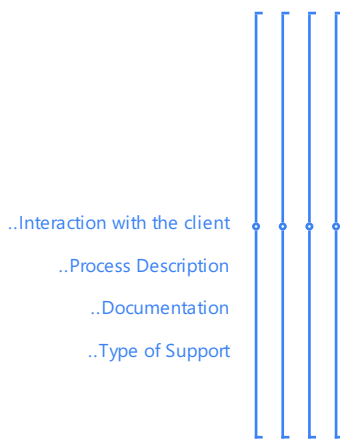 ..Interaction with the client
..Process Description
..Documentation
..Type of Support